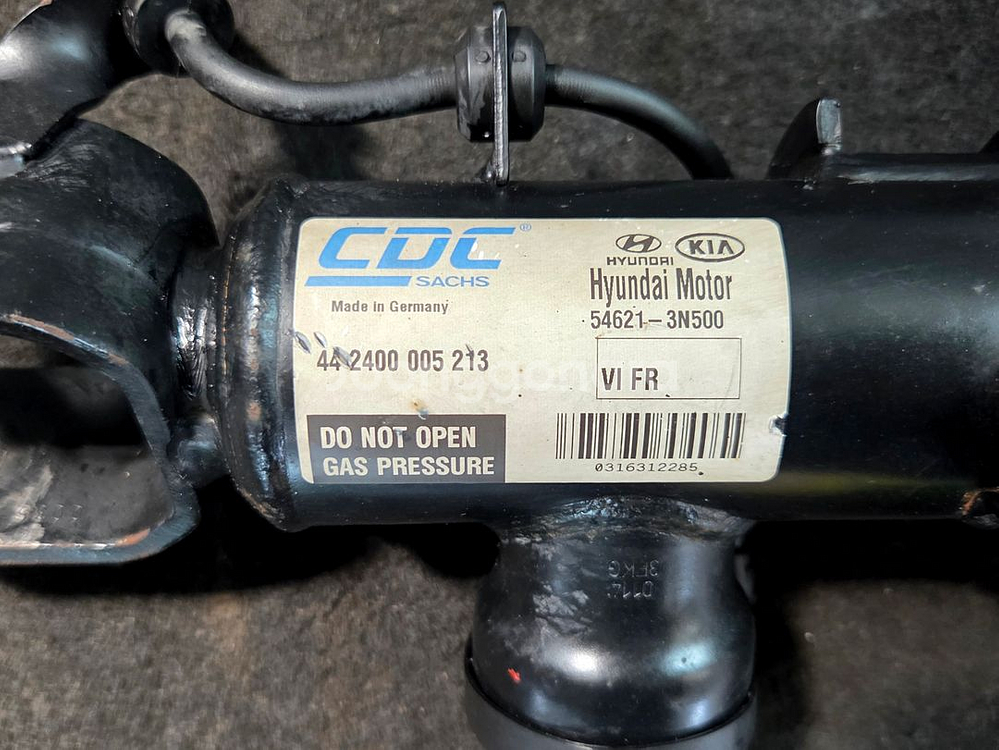 CDC®
SACHS
Made in Germany
44 2400 005 213
DO NOT OPEN
GAS PRESSURE
HYUNDAI
KIA
Hyundai Motor
54621-3N500
VI FR
0316312285